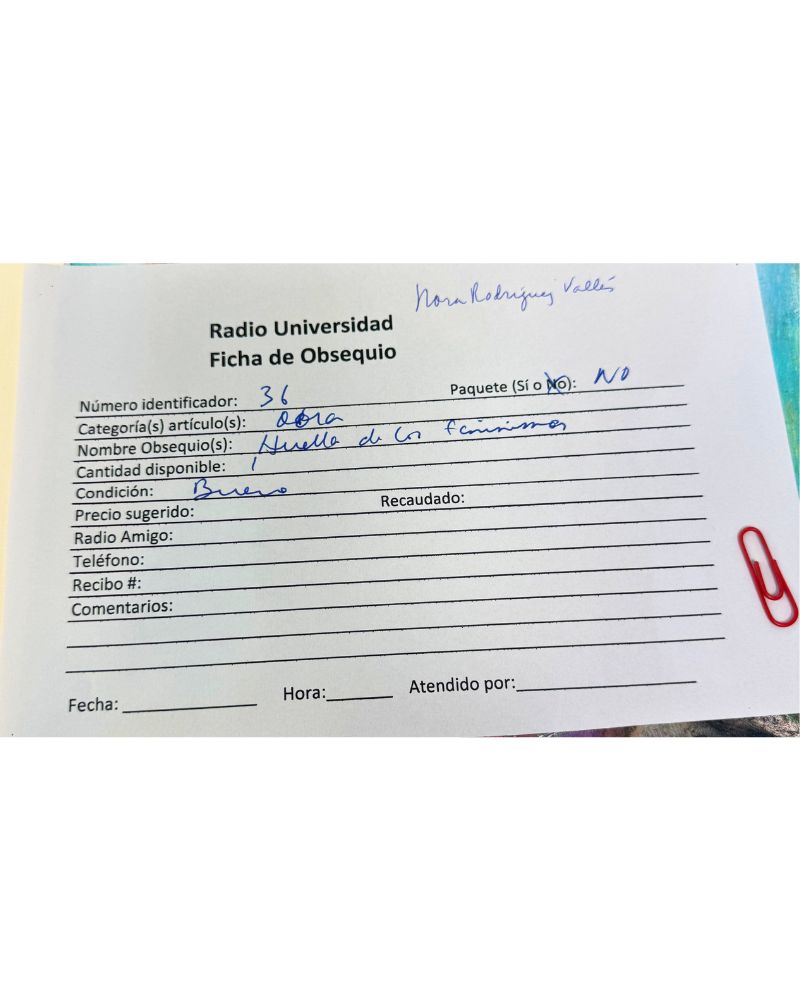 Nora Rodríguez Vallés
Radio Universidad
Ficha de Obsequio
Número identificador: 36 Paquete (Sí o No): NO
Categoría(s) artículo(s): Obra
Nombre Obsequio(s): Huella de los feminismos
Cantidad disponible: 1
Condición: Bueno
Precio sugerido: Recaudado:
Radio Amigo:
Teléfono:
Recibo #:
Comentarios:
Fecha: Hora: Atendido por: